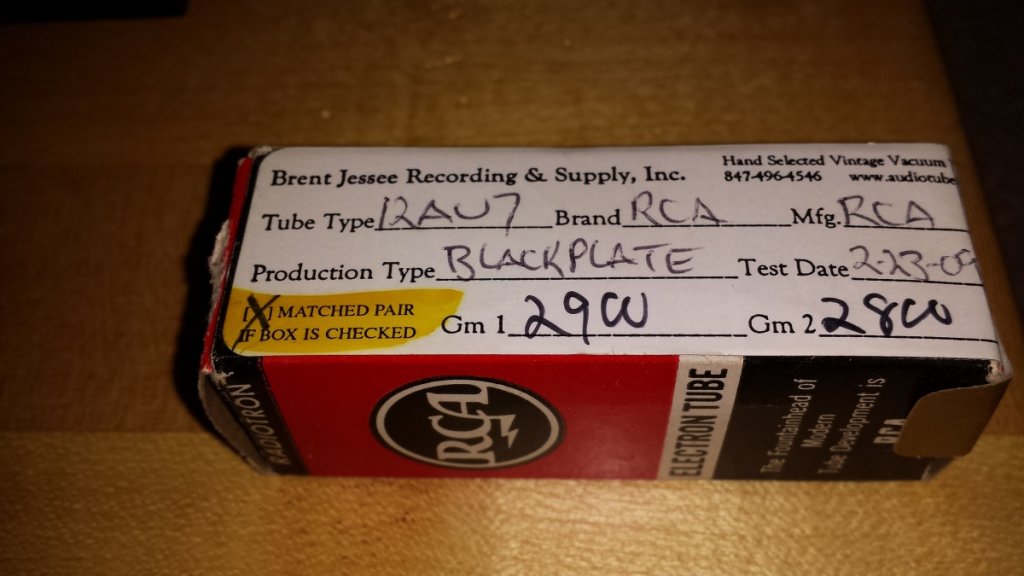 Brent Jessee Recording & Supply, Inc.
Hand Selected Vintage Vacuum
847-496-4546 www.audiotube
Tube Type 12AU7 Brand RCA Mfg. RCA
Production Type BLACKPLATE Test Date 2-23-09
[X] MATCHED PAIR
IF BOX IS CHECKED
Gm 1 2900 Gm 2 2800
RADIOTRON
RCA
ELECTRON TUBE
The Fountainhead of
Modern
Tube Development is
RCA